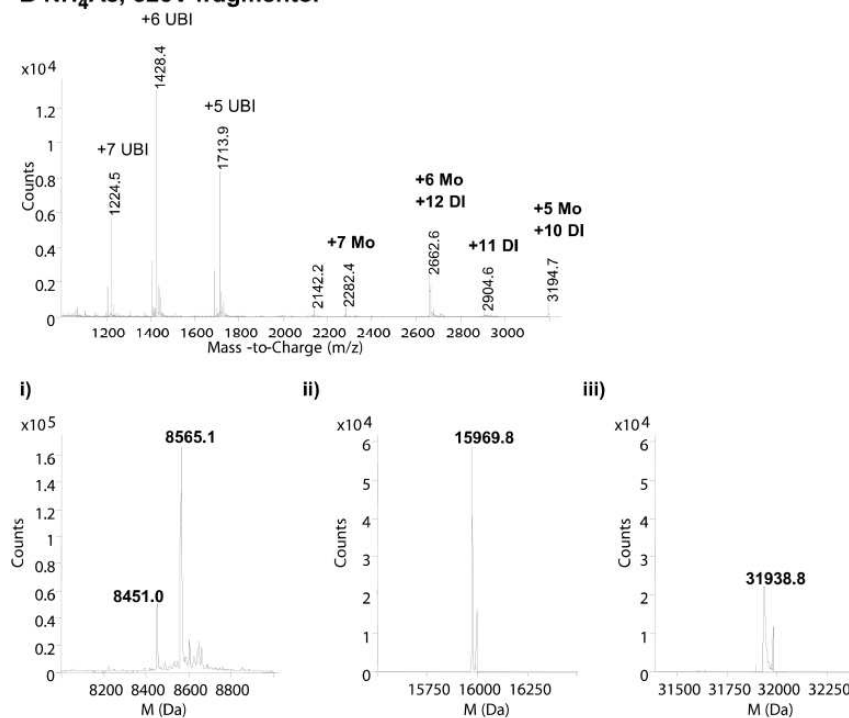 +6 UBI
x10⁴
1428.4
1.2
+5 UBI
1
1713.9
+7 UBI
0.8
1224.5
Counts
0.6
+6 Mo
+12 DI
+5 Mo
+10 DI
0.4
+7 Mo
2662.6
+11 DI
0.2
2142.2
2282.4
2904.6
3194.7
0
1200 1400 1600 1800 2000 2200 2400 2600 2800 3000
Mass -to-Charge (m/z)
i)
x10⁵
8565.1
1.6
1.4
1.2
1
Counts
0.8
0.6
8451.0
0.4
0.2
0
8200 8400 8600 8800
M (Da)
ii)
x10⁴
15969.8
6
5
4
Counts
3
2
1
0
15750 16000 16250
M (Da)
iii)
x10⁴
6
5
4
Counts
3
31938.8
2
1
0
31500 31750 32000 32250
M (Da)